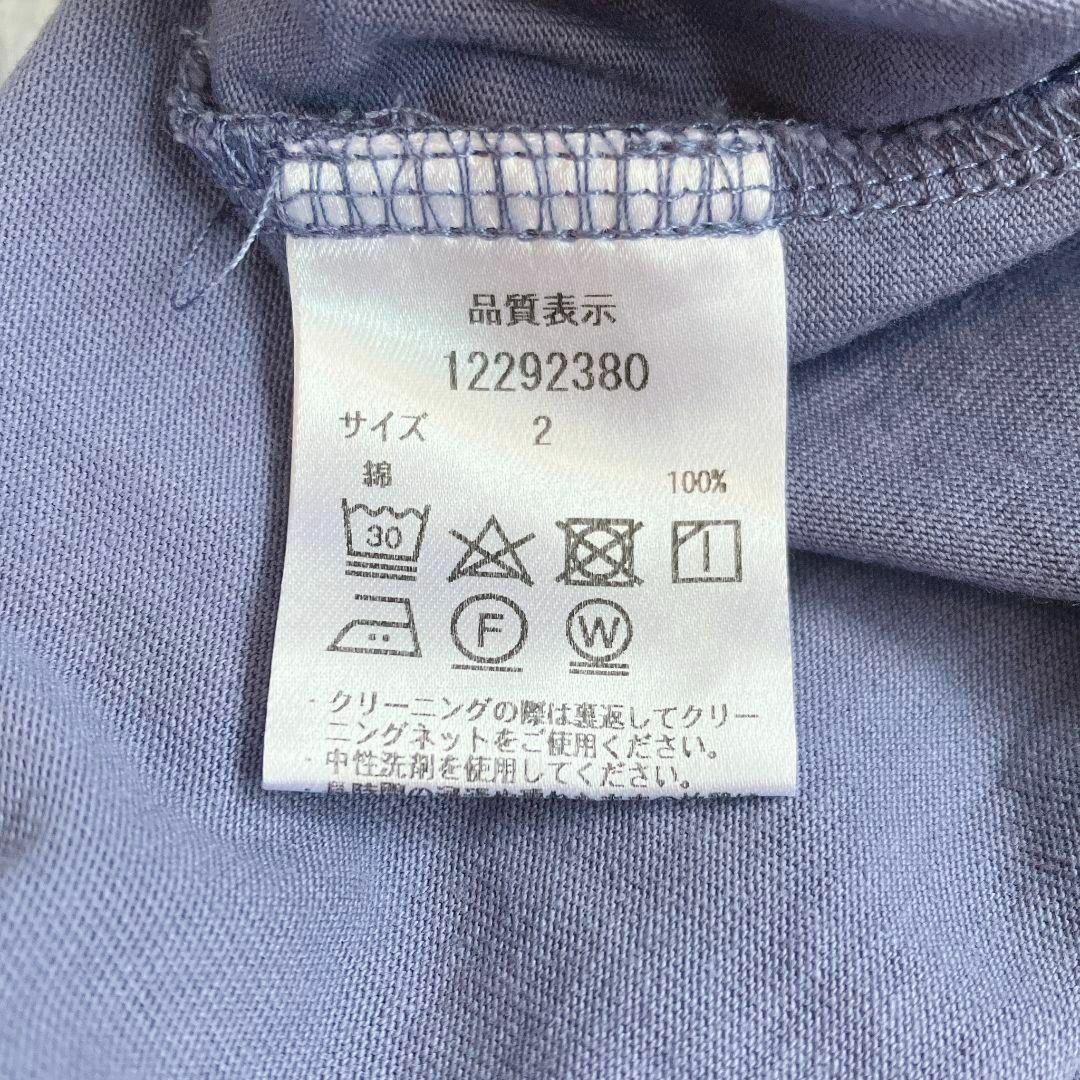 品質表示
12292380
サイズ 2
綿 100%
30
F W
・クリーニングの際は裏返してクリー
ニングネットをご使用ください。
・中性洗剤を使用してください。